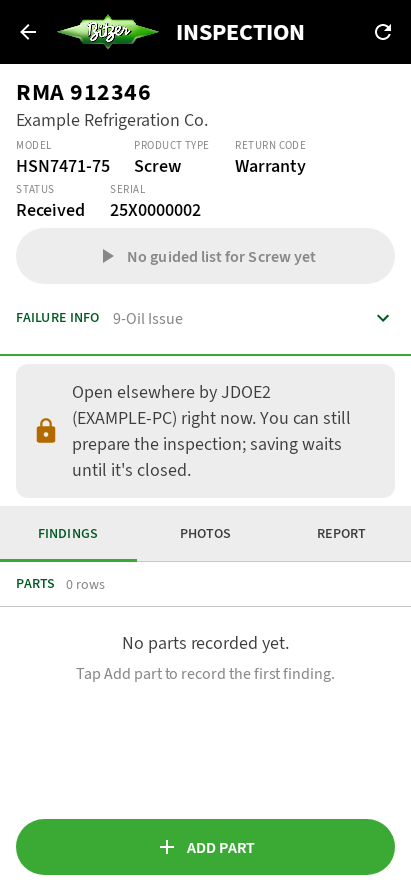 Bitzer INSPECTION
RMA 912346
Example Refrigeration Co.
MODEL PRODUCT TYPE RETURN CODE
HSN7471-75 Screw Warranty
STATUS SERIAL
Received 25X0000002
No guided list for Screw yet
FAILURE INFO 9-Oil Issue
Open elsewhere by JDOE2
(EXAMPLE-PC) right now. You can still
prepare the inspection; saving waits
until it's closed.
FINDINGS PHOTOS REPORT
PARTS 0 rows
No parts recorded yet.
Tap Add part to record the first finding.
ADD PART